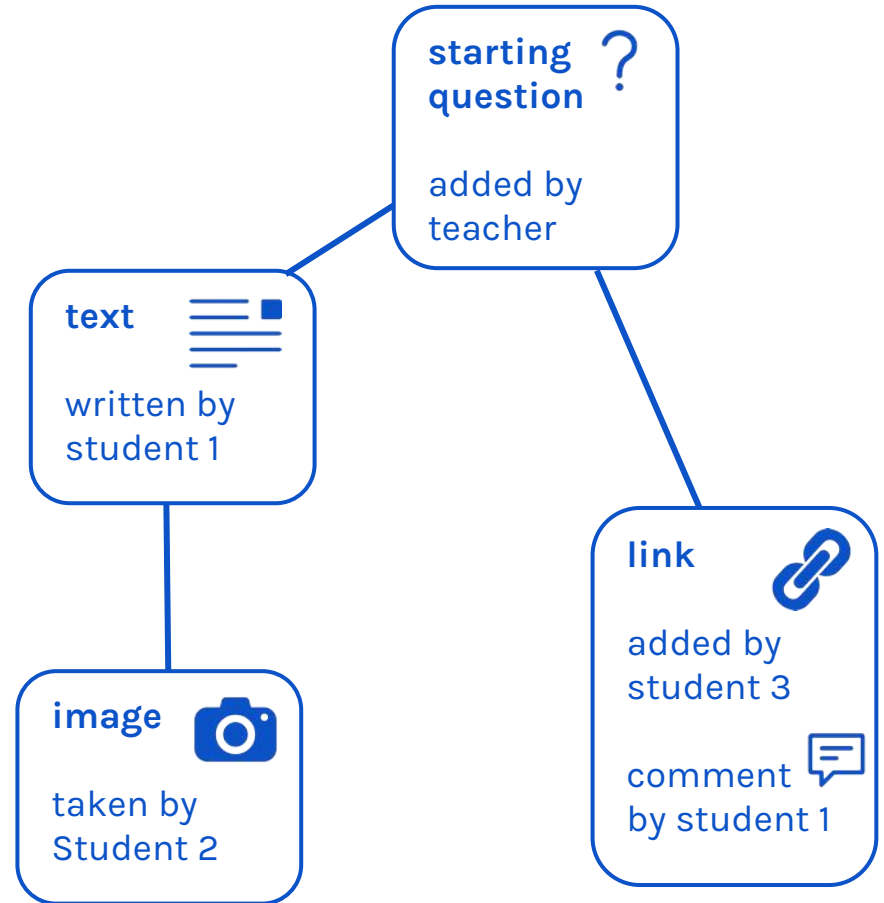 starting
question
added by
teacher
text
written by
student 1
link
added by
student 3
comment
by student 1
image
taken by
Student 2